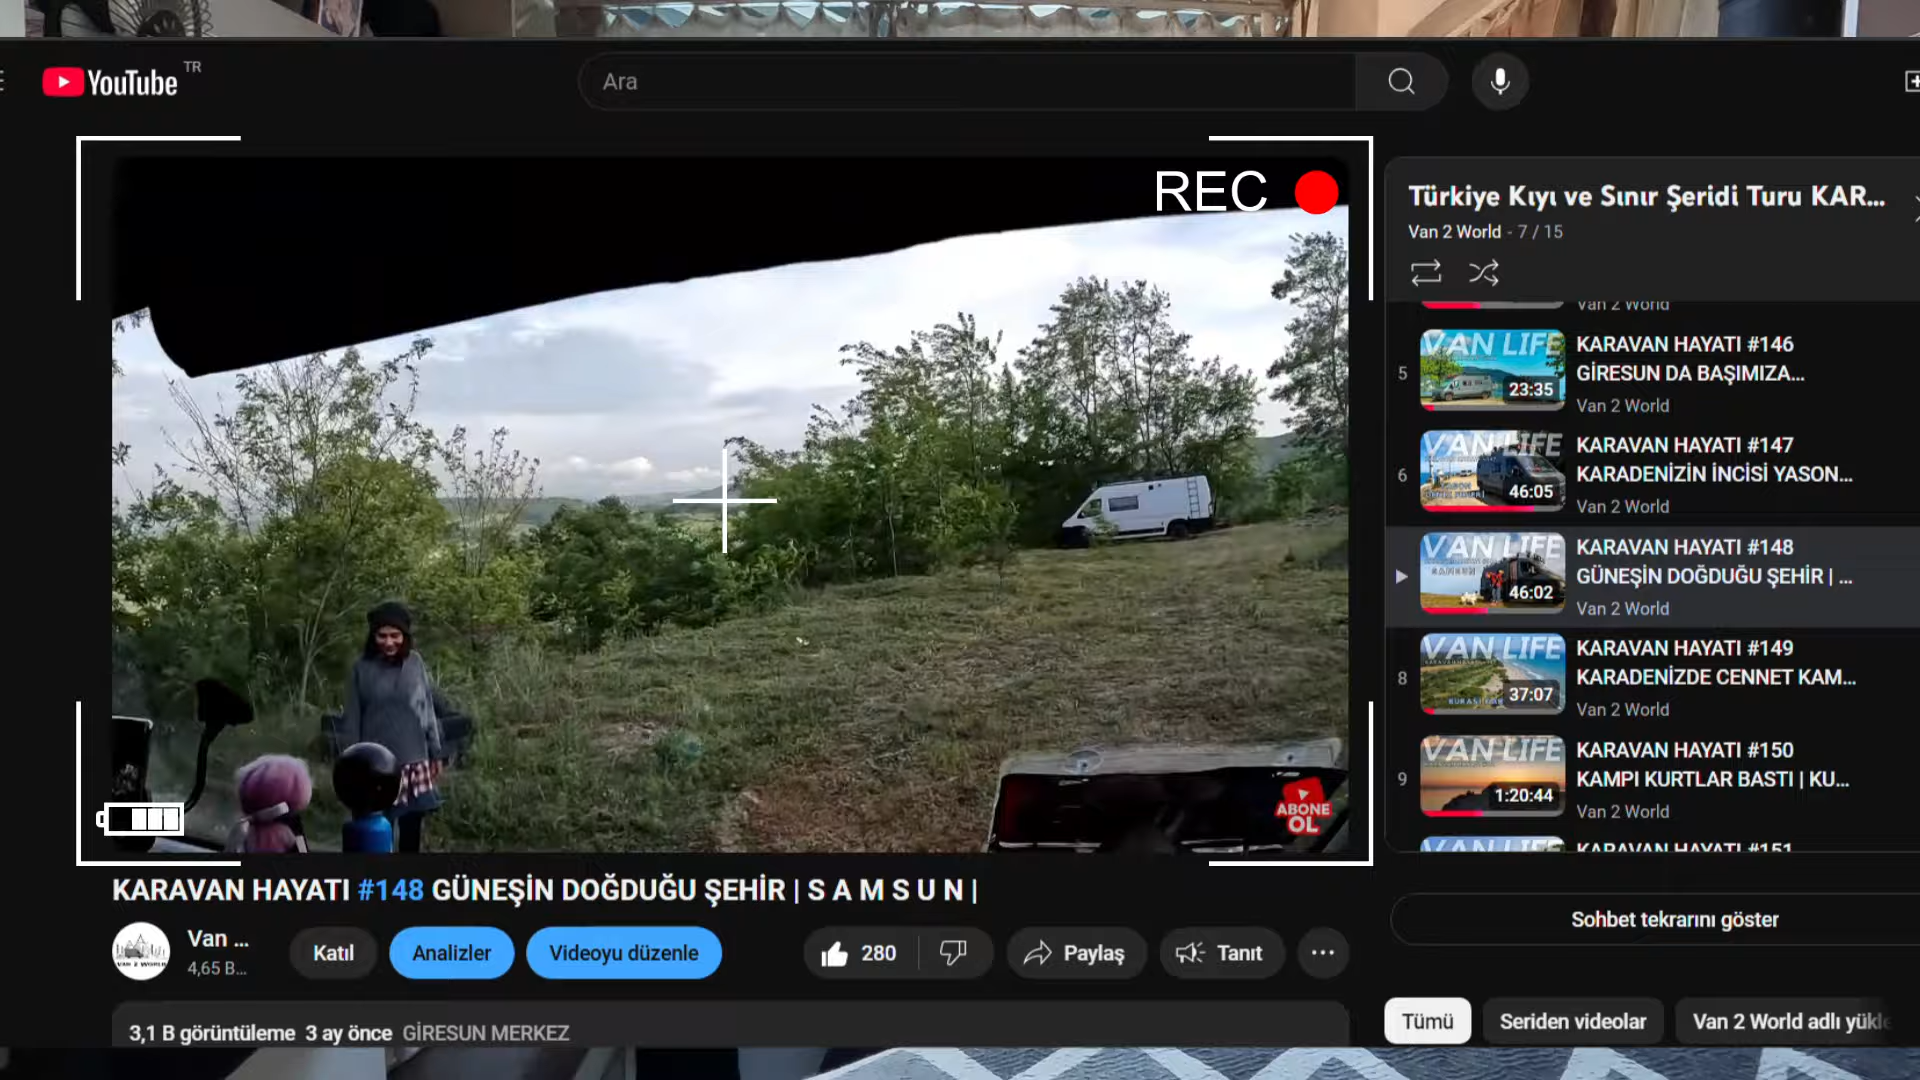 YouTube TR
Ara
REC
ABONE
OL
KARAVAN HAYATI #148 GÜNEŞİN DOĞDUĞU ŞEHİR | S A M S U N |
Van ...
4,65 B...
Katıl
Analizler
Videoyu düzenle
280
Paylaş
Tanıt
3,1 B görüntüleme 3 ay önce GİRESUN MERKEZ
Türkiye Kıyı ve Sınır Şeridi Turu KAR...
Van 2 World - 7 / 15
Van 2 World
5
VAN LIFE
23:35
KARAVAN HAYATI #146
GİRESUN DA BAŞIMIZA...
Van 2 World
6
VAN LIFE
46:05
KARAVAN HAYATI #147
KARADENİZİN İNCİSİ YASON...
Van 2 World
VAN LIFE
SAMSUN
46:02
KARAVAN HAYATI #148
GÜNEŞİN DOĞDUĞU ŞEHİR | ...
Van 2 World
8
VAN LIFE
37:07
KARAVAN HAYATI #149
KARADENİZDE CENNET KAM...
Van 2 World
9
VAN LIFE
1:20:44
KARAVAN HAYATI #150
KAMPI KURTLAR BASTI | KU...
Van 2 World
KARAVAN HAYATI #151
Sohbet tekrarını göster
Tümü
Seriden videolar
Van 2 World adlı yükle